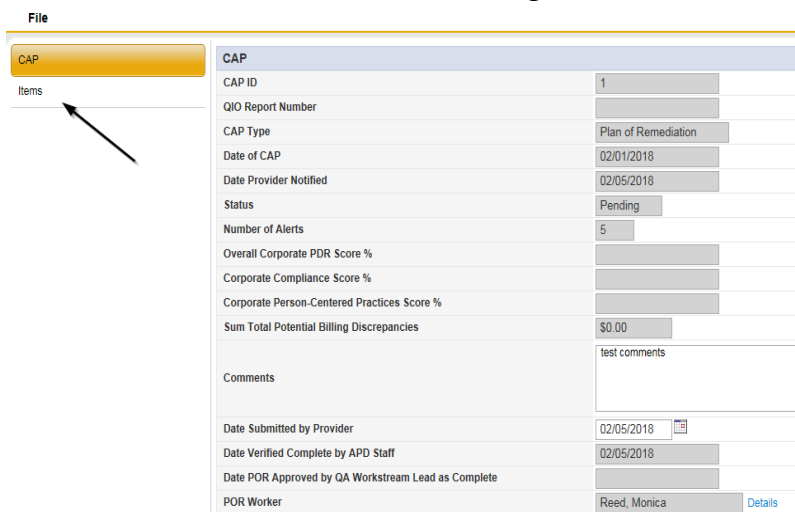 File
CAP
Items
CAP
CAP ID 1
QIO Report Number
CAP Type Plan of Remediation
Date of CAP 02/01/2018
Date Provider Notified 02/05/2018
Status Pending
Number of Alerts 5
Overall Corporate PDR Score %
Corporate Compliance Score %
Corporate Person-Centered Practices Score %
Sum Total Potential Billing Discrepancies $0.00
Comments test comments
Date Submitted by Provider 02/05/2018
Date Verified Complete by APD Staff 02/05/2018
Date POR Approved by QA Workstream Lead as Complete
POR Worker Reed, Monica Details